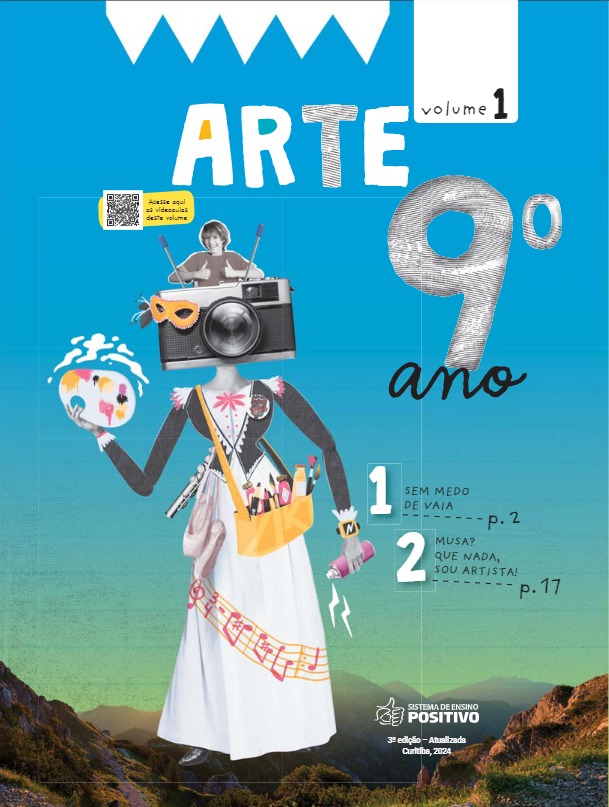 volume 1
ARTE
9º
ano
Acesse aqui
as videoaulas
deste volume
1
SEM MEDO
DE VAIA
p. 2
2
MUSA?
QUE NADA,
SOU ARTISTA!
p. 17
SISTEMA DE ENSINO
POSITIVO
3ª edição – Atualizada
Curitiba, 2024